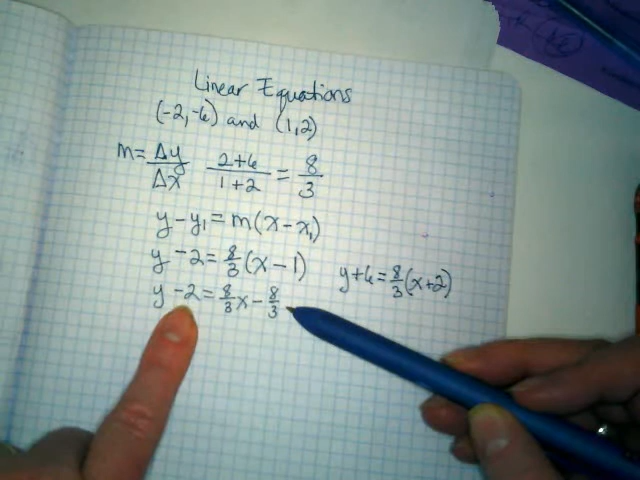 Linear Equations
(-2,-6) and (1,2)
m = Δy/Δx (2+6)/(1+2) = 8/3
y - y₁ = m(x - x₁)
y - 2 = 8/3(x - 1)
y + 6 = 8/3(x + 2)
y - 2 = 8/3x - 8/3